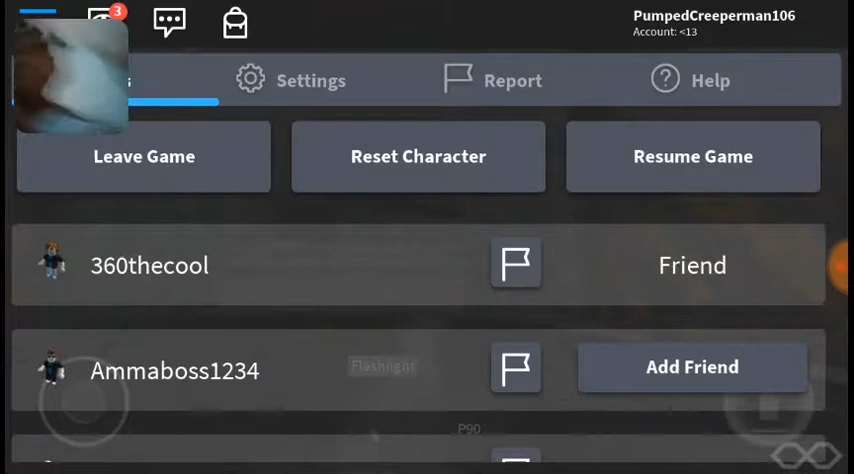 3
PumpedCreeperman106
Account: <13
s
Settings
Report
Help
Leave Game
Reset Character
Resume Game
360thecool
Friend
Ammaboss1234
Add Friend
Flashlight
P90